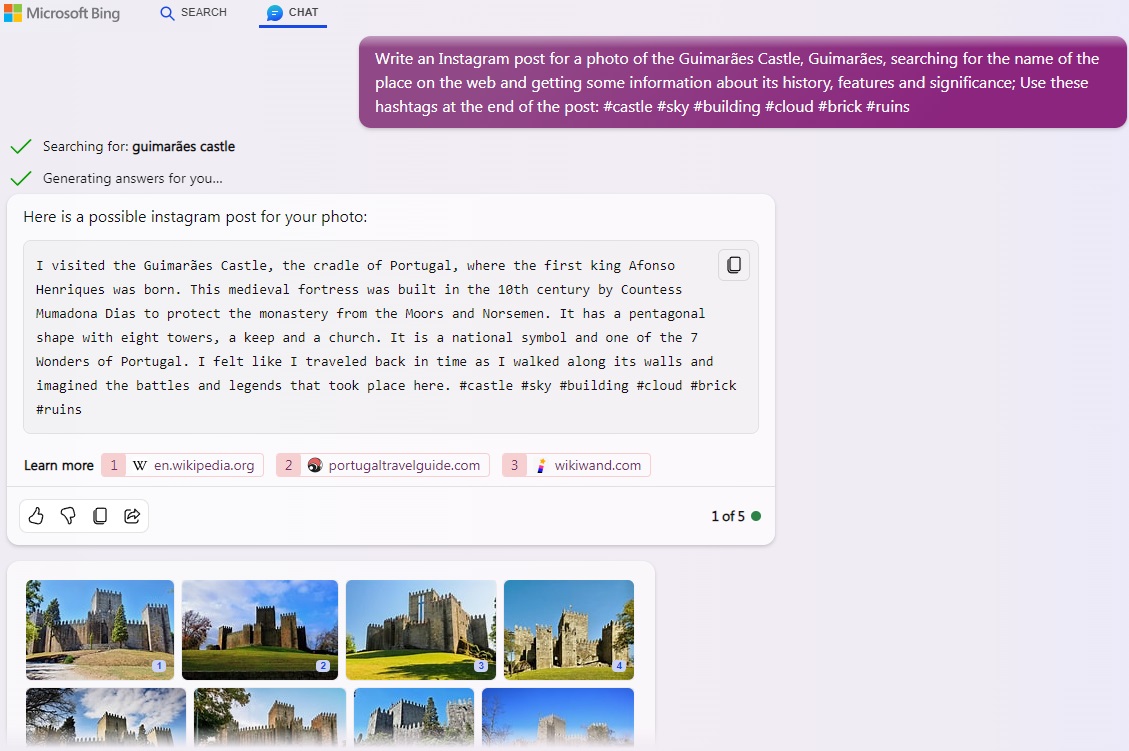 Microsoft Bing
SEARCH
CHAT
Write an Instagram post for a photo of the Guimarães Castle, Guimarães, searching for the name of the
place on the web and getting some information about its history, features and significance; Use these
hashtags at the end of the post: #castle #sky #building #cloud #brick #ruins
Searching for: guimarães castle
Generating answers for you...
Here is a possible instagram post for your photo:
I visited the Guimarães Castle, the cradle of Portugal, where the first king Afonso
Henriques was born. This medieval fortress was built in the 10th century by Countess
Mumadona Dias to protect the monastery from the Moors and Norsemen. It has a pentagonal
shape with eight towers, a keep and a church. It is a national symbol and one of the 7
Wonders of Portugal. I felt like I traveled back in time as I walked along its walls and
imagined the battles and legends that took place here. #castle #sky #building #cloud #brick
#ruins
Learn more 1 W en.wikipedia.org 2 portugaltravelguide.com 3 wikiwand.com
1 of 5
1 2 3 4